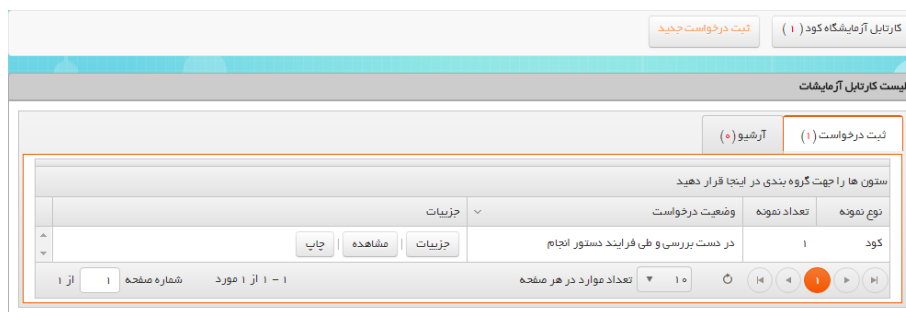 کارتابل آزمایشگاه کود ( ۱ ) ثبت درخواست جدید
لیست کارتابل آزمایشات
ثبت درخواست (۱) آرشیو (۰)
ستون ها را جهت گروه بندی در اینجا قرار دهید
نوع نمونه تعداد نمونه وضعیت درخواست جزییات
کود ۱ در دست بررسی و طی فرایند دستور انجام جزییات | مشاهده | چاپ
۱ ۱۰ تعداد موارد در هر صفحه ۱ - ۱ از ۱ مورد شماره صفحه ۱ از ۱